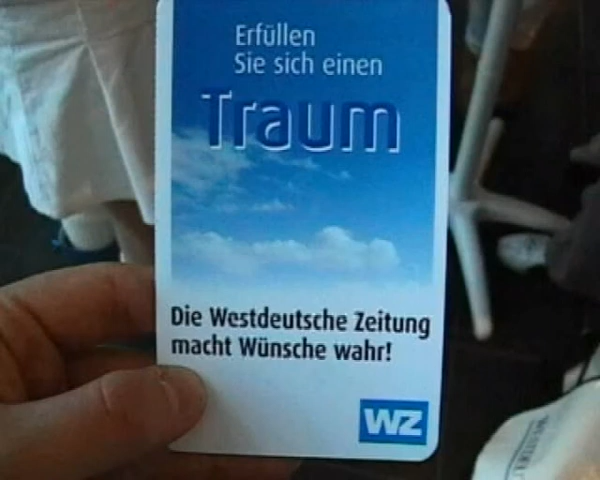 Erfüllen
Sie sich einen
Traum
Die Westdeutsche Zeitung
macht Wünsche wahr!
WZ